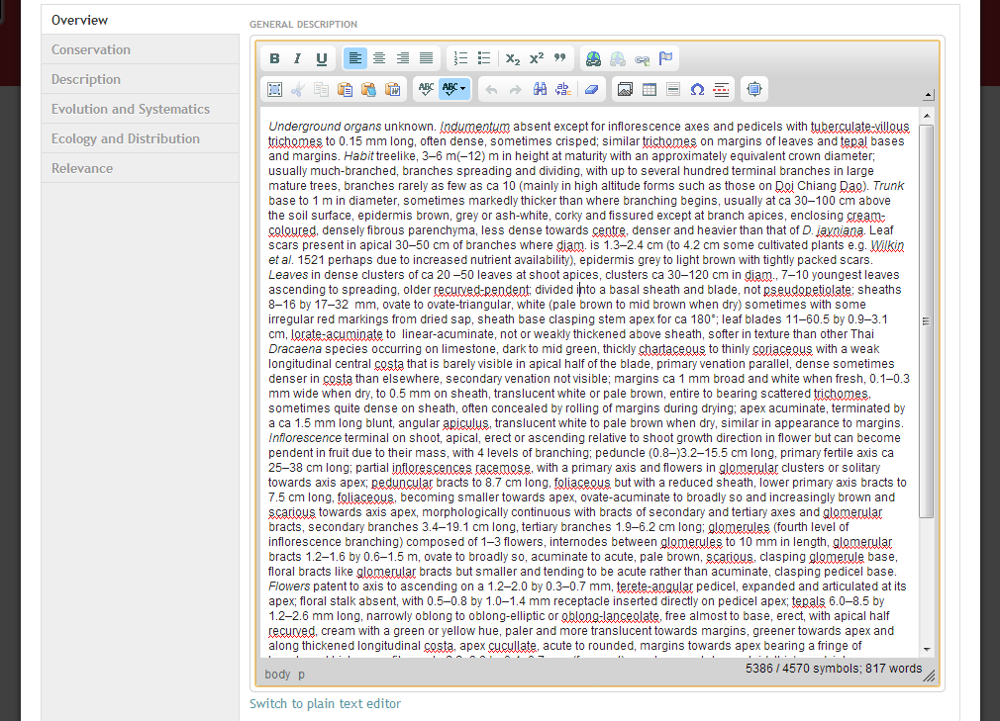 Overview
Conservation
Description
Evolution and Systematics
Ecology and Distribution
Relevance
GENERAL DESCRIPTION
B I U X₂ X² ”
ABC ABC Ω
Underground organs unknown. Indumentum absent except for inflorescence axes and pedicels with tuberculate-villous
trichomes to 0.15 mm long, often dense, sometimes crisped; similar trichomes on margins of leaves and tepal bases
and margins. Habit treelike, 3–6 m(–12) m in height at maturity with an approximately equivalent crown diameter;
usually much-branched, branches spreading and dividing, with up to several hundred terminal branches in large
mature trees, branches rarely as few as ca 10 (mainly in high altitude forms such as those on Doi Chiang Dao). Trunk
base to 1 m in diameter, sometimes markedly thicker than where branching begins, usually at ca 30–100 cm above
the soil surface, epidermis brown, grey or ash-white, corky and fissured except at branch apices, enclosing cream-
coloured, densely fibrous parenchyma, less dense towards centre, denser and heavier than that of D. jayniana. Leaf
scars present in apical 30–50 cm of branches where diam. is 1.3–2.4 cm (to 4.2 cm some cultivated plants e.g. Wilkin
et al. 1521 perhaps due to increased nutrient availability), epidermis grey to light brown with tightly packed scars.
Leaves in dense clusters of ca 20 –50 leaves at shoot apices, clusters ca 30–120 cm in diam., 7–10 youngest leaves
ascending to spreading, older recurved-pendent; divided into a basal sheath and blade, not pseudopetiolate; sheaths
8–16 by 17–32 mm, ovate to ovate-triangular, white (pale brown to mid brown when dry) sometimes with some
irregular red markings from dried sap, sheath base clasping stem apex for ca 180°; leaf blades 11–60.5 by 0.9–3.1
cm, lorate-acuminate to linear-acuminate, not or weakly thickened above sheath, softer in texture than other Thai
Dracaena species occurring on limestone, dark to mid green, thickly chartaceous to thinly coriaceous with a weak
longitudinal central costa that is barely visible in apical half of the blade, primary venation parallel, dense sometimes
denser in costa than elsewhere, secondary venation not visible; margins ca 1 mm broad and white when fresh, 0.1–0.3
mm wide when dry, to 0.5 mm on sheath, translucent white or pale brown, entire to bearing scattered trichomes,
sometimes quite dense on sheath, often concealed by rolling of margins during drying; apex acuminate, terminated by
a ca 1.5 mm long blunt, angular apiculus, translucent white to pale brown when dry, similar in appearance to margins.
Inflorescence terminal on shoot, apical, erect or ascending relative to shoot growth direction in flower but can become
pendent in fruit due to their mass, with 4 levels of branching; peduncle (0.8–)3.2–15.5 cm long, primary fertile axis ca
25–38 cm long; partial inflorescences racemose, with a primary axis and flowers in glomerular clusters or solitary
towards axis apex; peduncular bracts to 8.7 cm long, foliaceous but with a reduced sheath, lower primary axis bracts to
7.5 cm long, foliaceous, becoming smaller towards apex, ovate-acuminate to broadly so and increasingly brown and
scarious towards axis apex, morphologically continuous with bracts of secondary and tertiary axes and glomerular
bracts, secondary branches 3.4–19.1 cm long, tertiary branches 1.9–6.2 cm long; glomerules (fourth level of
inflorescence branching) composed of 1–3 flowers, internodes between glomerules to 10 mm in length, glomerular
bracts 1.2–1.6 by 0.6–1.5 m, ovate to broadly so, acuminate to acute, pale brown, scarious, clasping glomerule base,
floral bracts like glomerular bracts but smaller and tending to be acute rather than acuminate, clasping pedicel base.
Flowers patent to axis to ascending on a 1.2–2.0 by 0.3–0.7 mm, terete-angular pedicel, expanded and articulated at its
apex; floral stalk absent, with 0.5–0.8 by 1.0–1.4 mm receptacle inserted directly on pedicel apex; tepals 6.0–8.5 by
1.2–2.6 mm long, narrowly oblong to oblong-elliptic or oblong-lanceolate, free almost to base, erect, with apical half
recurved, cream with a green or yellow hue, paler and more translucent towards margins, greener towards apex and
along thickened longitudinal costa, apex cucullate, acute to rounded, margins towards apex bearing a fringe of
body p
5386 / 4570 symbols; 817 words
Switch to plain text editor